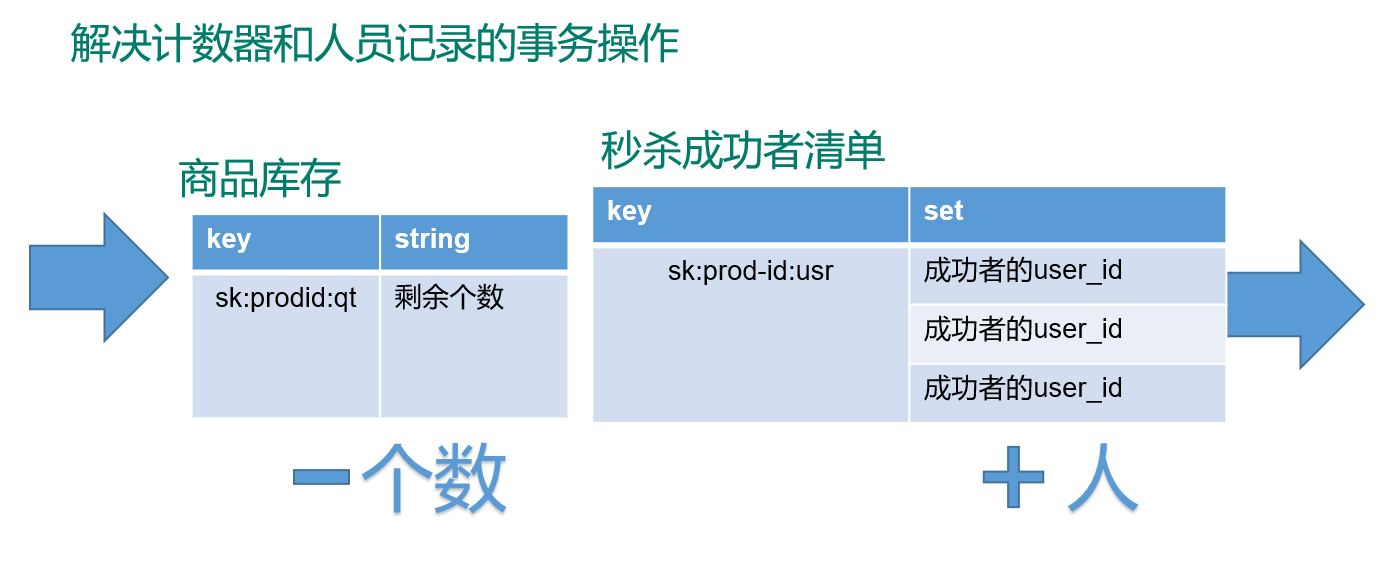 解决计数器和人员记录的事务操作
商品库存
key string
sk:prodid:qt 剩余个数
秒杀成功者清单
key set
sk:prod-id:usr 成功者的user_id
成功者的user_id
成功者的user_id
－个数
＋人